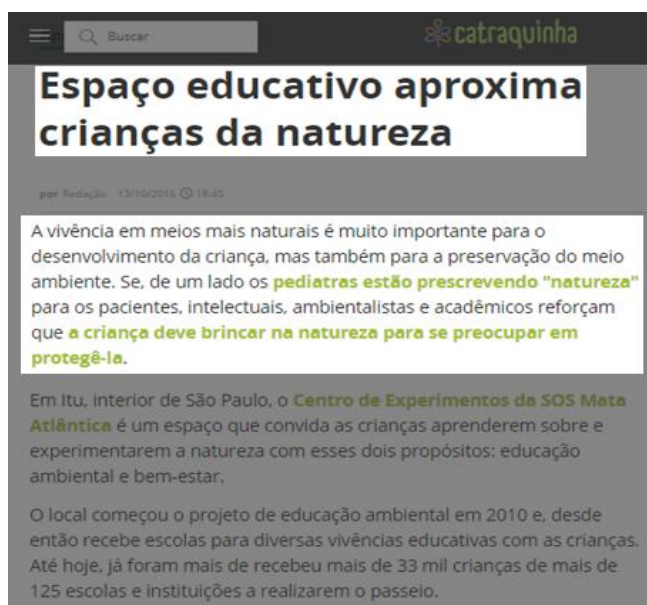 Buscar
catraquinha
Espaço educativo aproxima
crianças da natureza
por Redação 13/10/2016 18:45
A vivência em meios mais naturais é muito importante para o
desenvolvimento da criança, mas também para a preservação do meio
ambiente. Se, de um lado os pediatras estão prescrevendo "natureza"
para os pacientes, intelectuais, ambientalistas e acadêmicos reforçam
que a criança deve brincar na natureza para se preocupar em
protegê-la.
Em Itu, interior de São Paulo, o Centro de Experimentos da SOS Mata
Atlântica é um espaço que convida as crianças aprenderem sobre e
experimentarem a natureza com esses dois propósitos: educação
ambiental e bem-estar.
O local começou o projeto de educação ambiental em 2010 e, desde
então recebe escolas para diversas vivências educativas com as crianças.
Até hoje, já foram mais de recebeu mais de 33 mil crianças de mais de
125 escolas e instituições a realizarem o passeio.